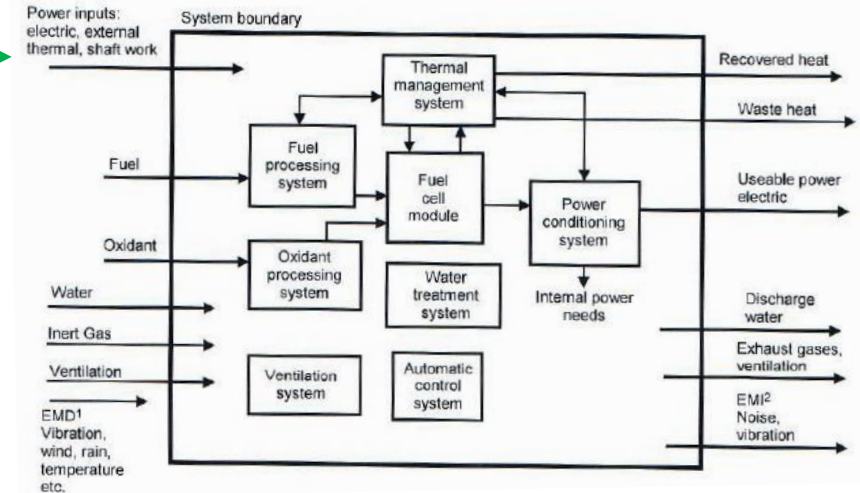 Power inputs:
electric, external
thermal, shaft work
System boundary
Thermal
management
system
Recovered heat
Waste heat
Fuel
Fuel
processing
system
Fuel
cell
module
Power
conditioning
system
Useable power
electric
Oxidant
Oxidant
processing
system
Water
treatment
system
Internal power
needs
Water
Inert Gas
Ventilation
Ventilation
system
Automatic
control
system
Discharge
water
Exhaust gases,
ventilation
EMD1
Vibration,
wind, rain,
temperature
etc.
EMI2
Noise,
vibration